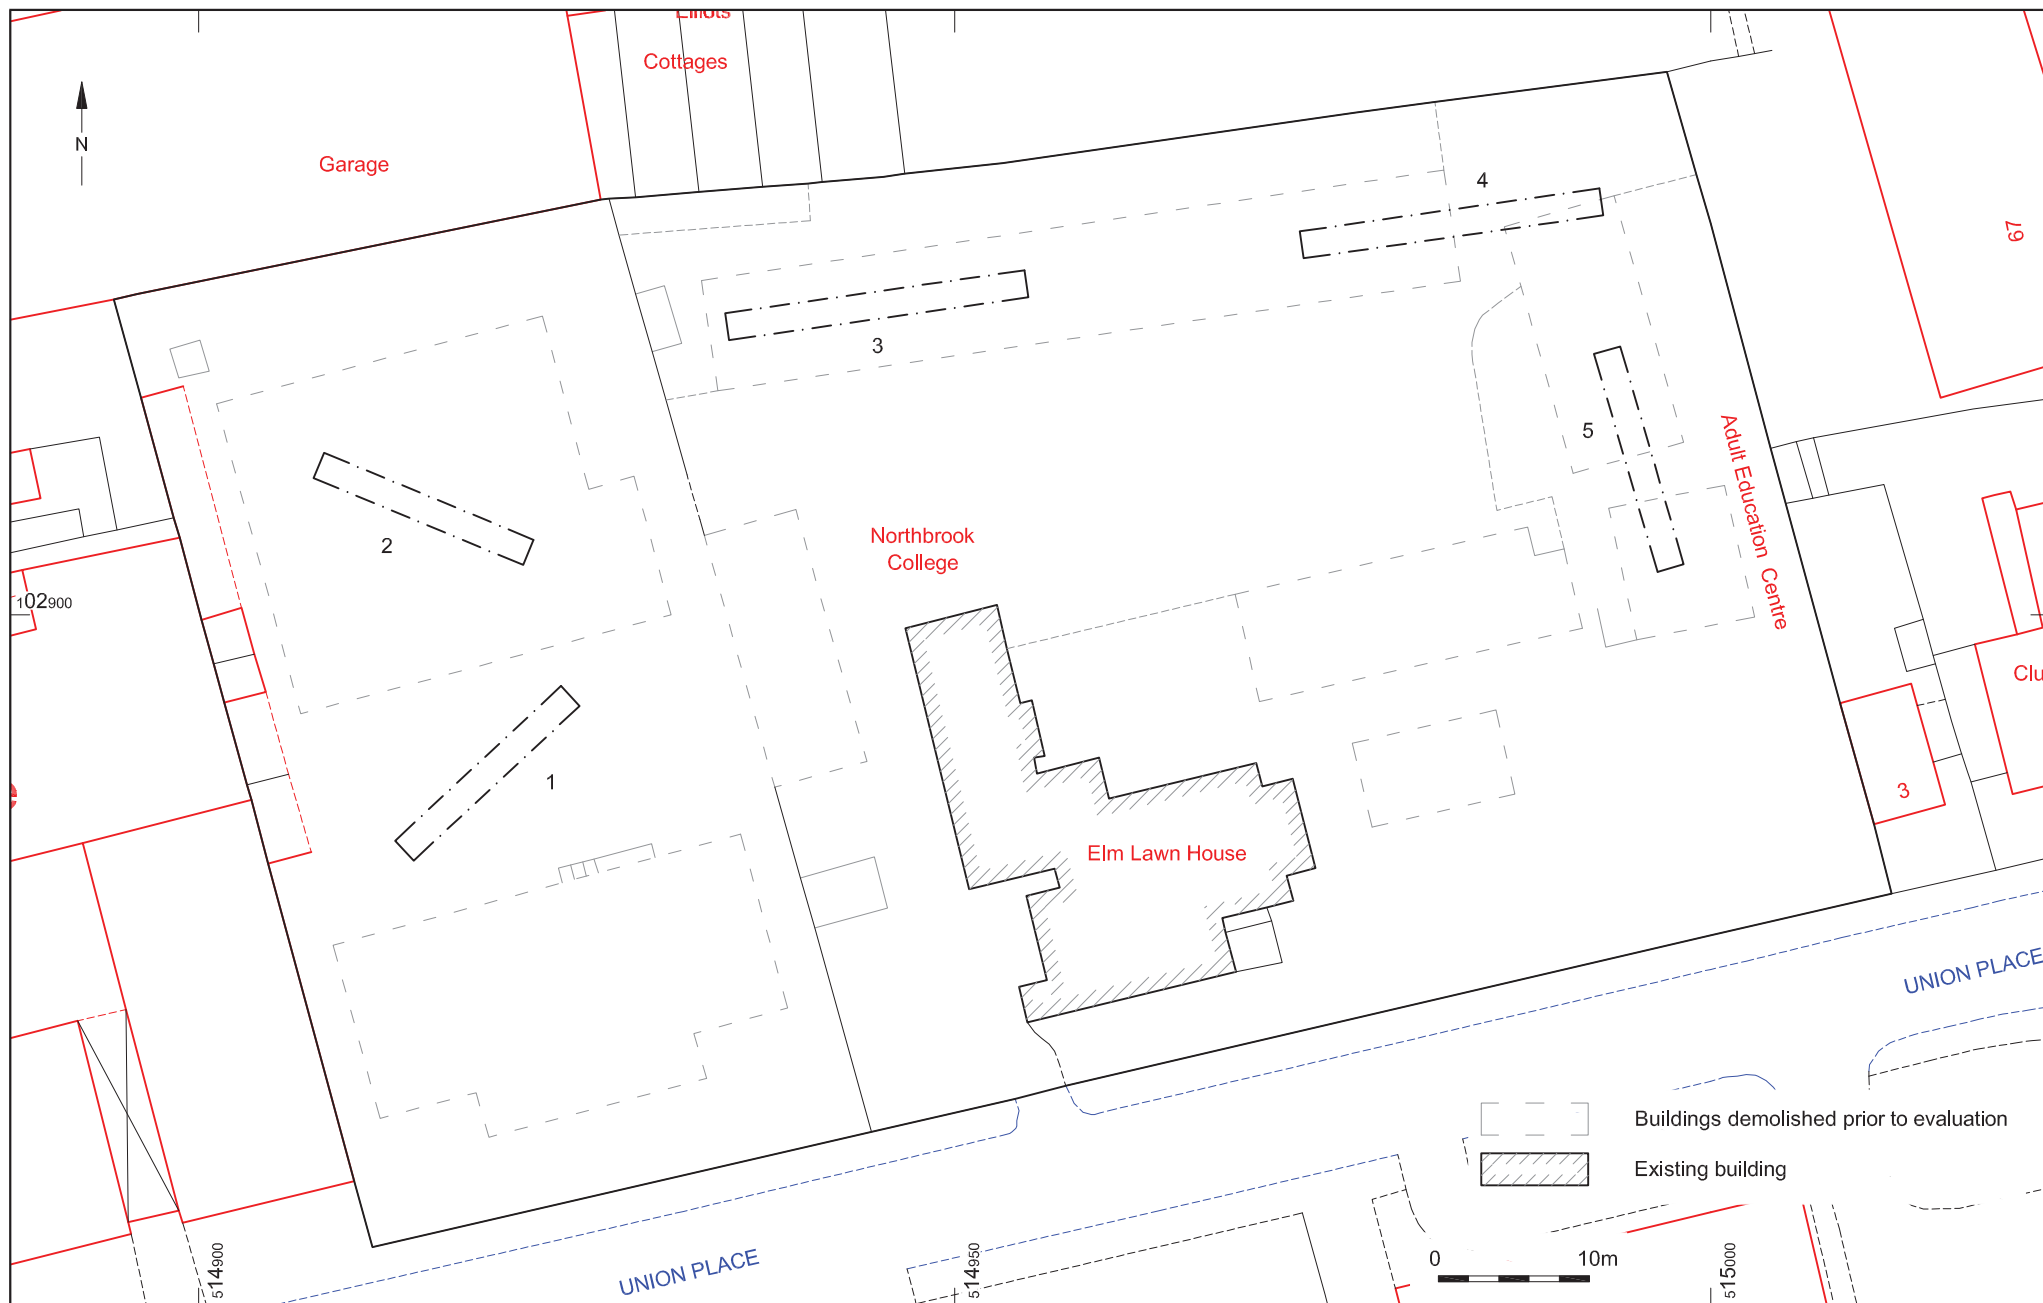 Elliots
Cottages
N
Garage
4
67
3
Adult Education Centre
5
2
Northbrook
College
102900
Clu
1
3
Elm Lawn House
UNION PLACE
Buildings demolished prior to evaluation
Existing building
UNION PLACE
0 10m
514900
514950
515000